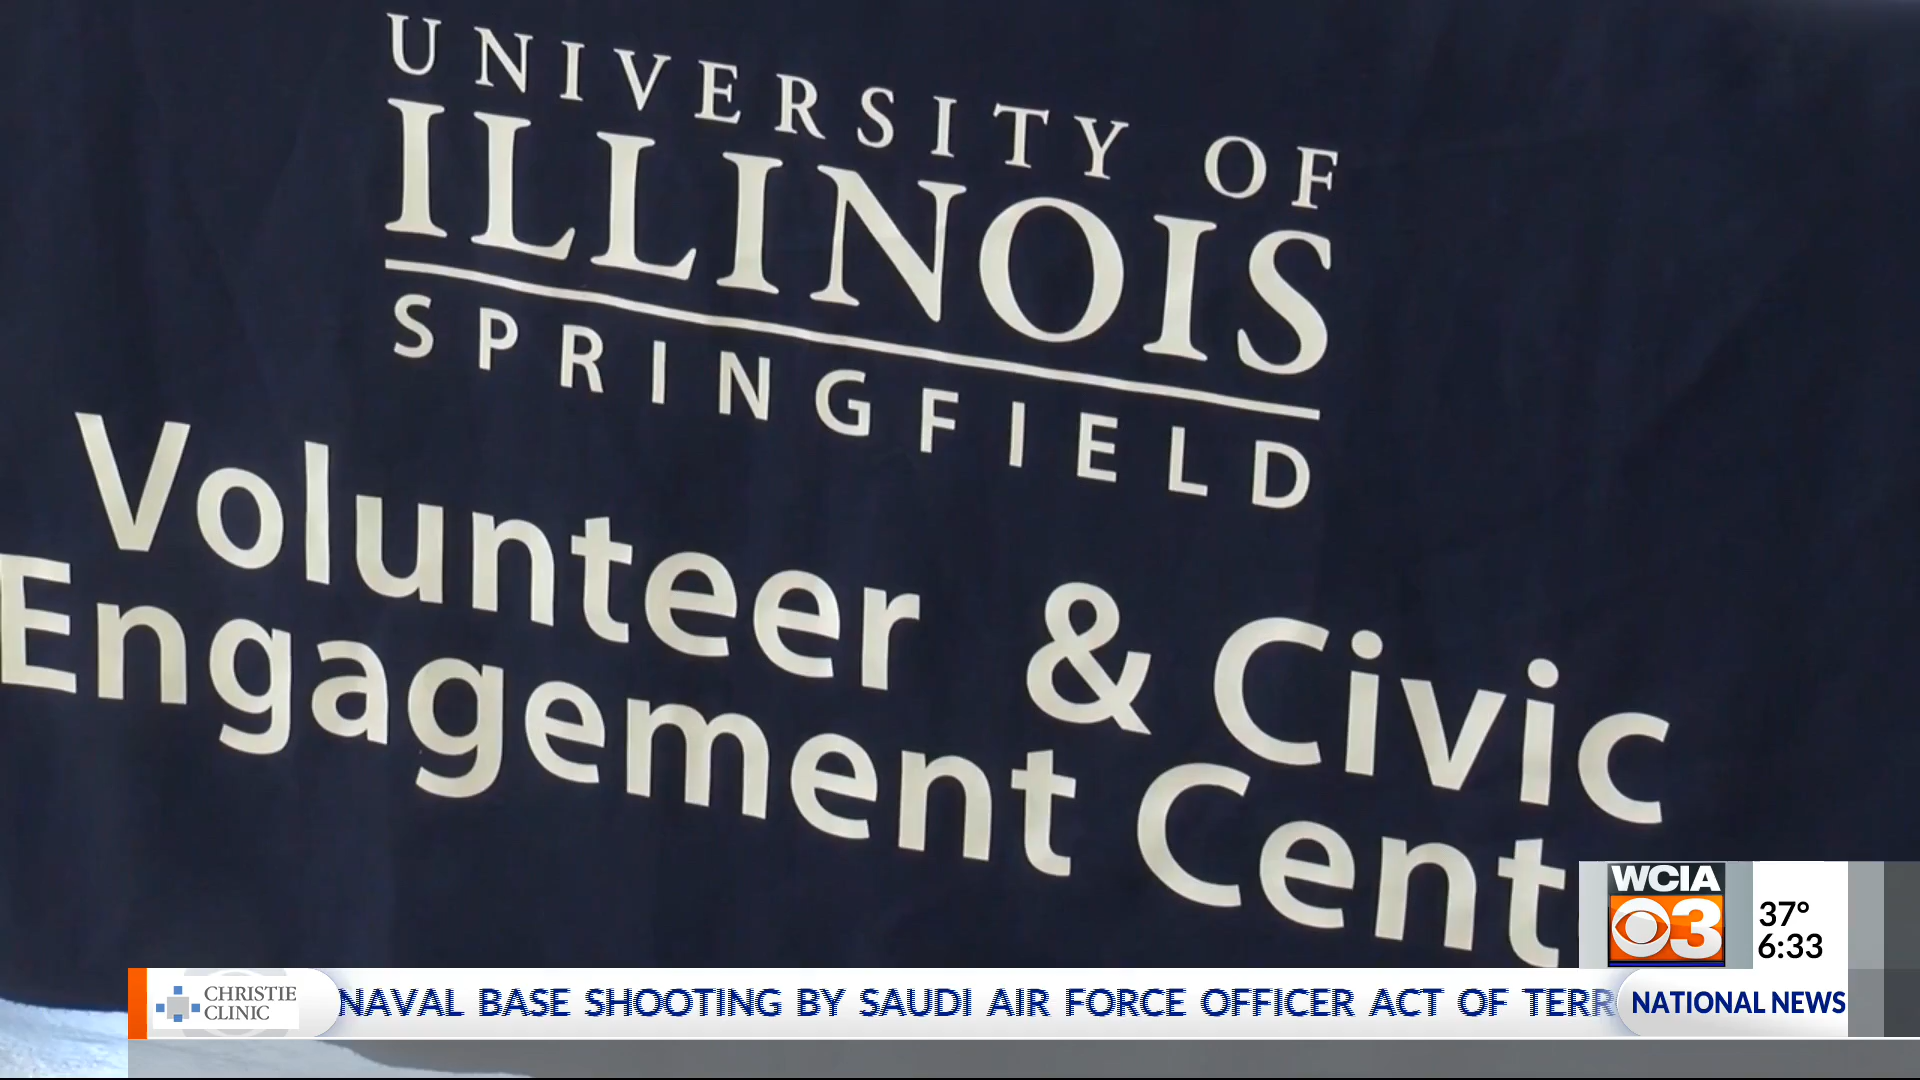 UNIVERSITY OF
ILLINOIS
SPRINGFIELD
Volunteer & Civic
Engagement Cent
WCIA
3
37°
6:33
CHRISTIE
CLINIC
NAVAL BASE SHOOTING BY SAUDI AIR FORCE OFFICER ACT OF TERR
NATIONAL NEWS